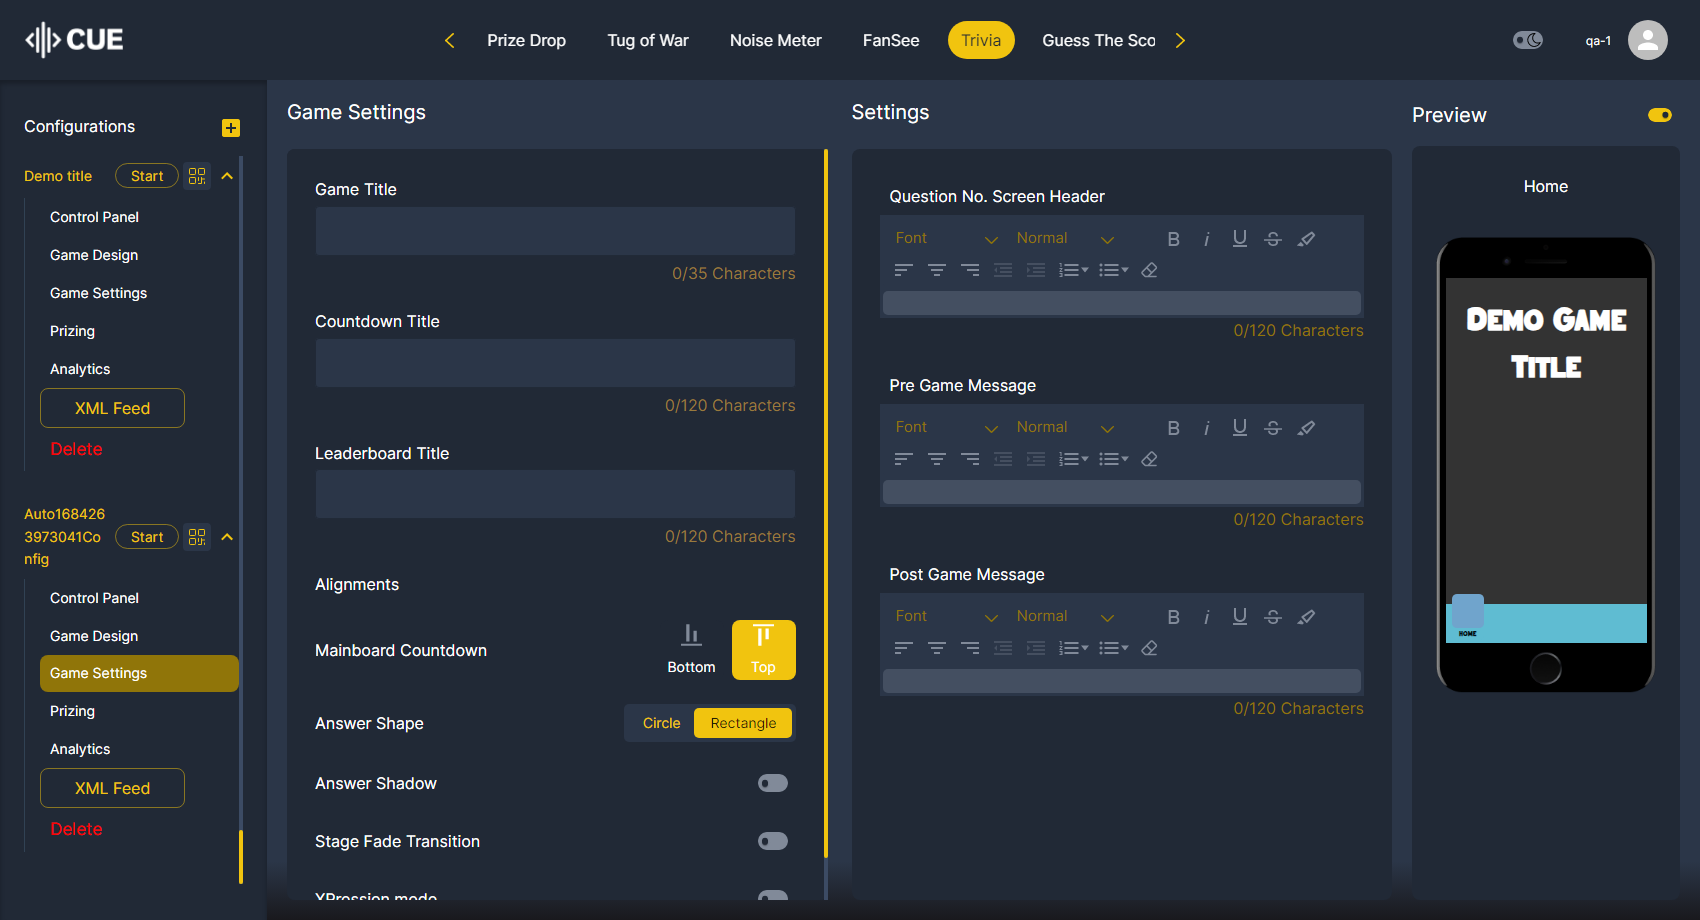 CUE
Prize Drop
Tug of War
Noise Meter
FanSee
Trivia
Guess The Sco
qa-1
Configurations
Demo title
Start
Control Panel
Game Design
Game Settings
Prizing
Analytics
XML Feed
Delete
Auto168426
3973041Co
nfig
Start
Control Panel
Game Design
Game Settings
Prizing
Analytics
XML Feed
Delete
Game Settings
Game Title
0/35 Characters
Countdown Title
0/120 Characters
Leaderboard Title
0/120 Characters
Alignments
Mainboard Countdown
Bottom
Top
Answer Shape
Circle
Rectangle
Answer Shadow
Stage Fade Transition
XPression mode
Settings
Question No. Screen Header
Font
Normal
0/120 Characters
Pre Game Message
Font
Normal
0/120 Characters
Post Game Message
Font
Normal
0/120 Characters
Preview
Home
Demo Game
Title
HOME